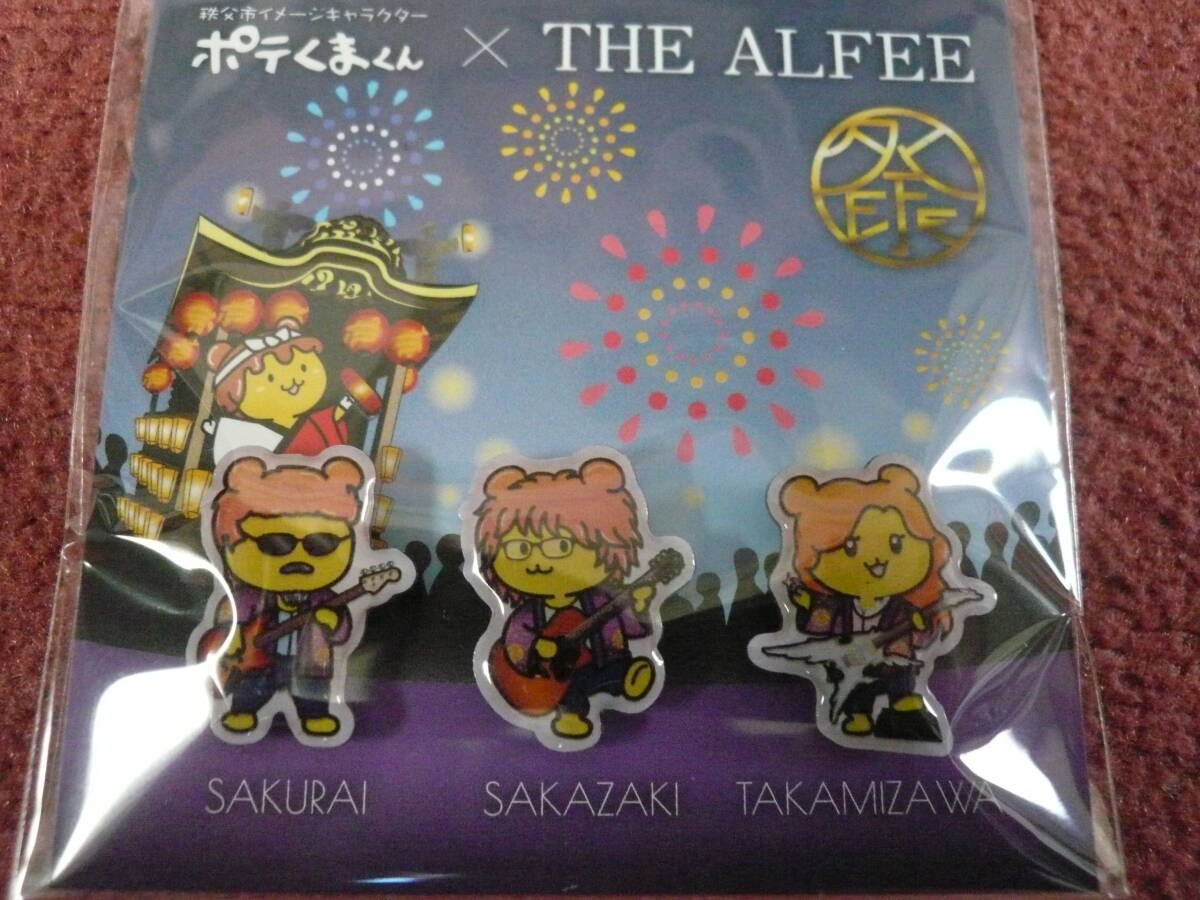 秩父市イメージキャラクター
ポテくまくん × THE ALFEE
祭
SAKURAI SAKAZAKI TAKAMIZAWA